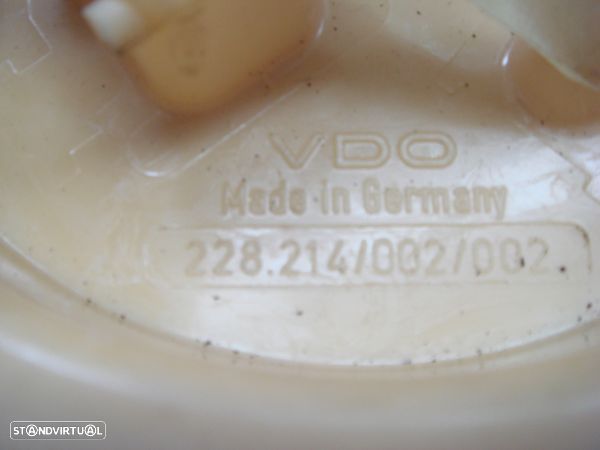 VDO
Made in Germany
228.214/002/002
STANDVIRTUAL